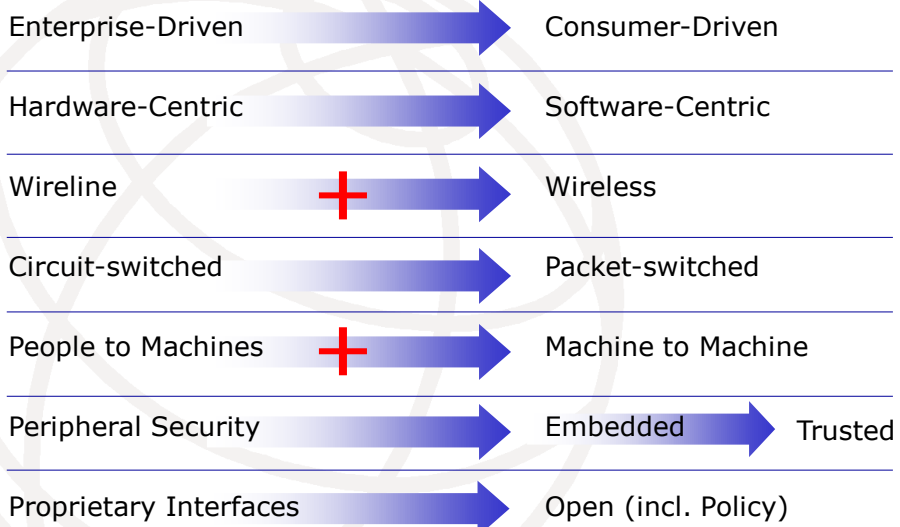 Enterprise-Driven Consumer-Driven
Hardware-Centric Software-Centric
Wireline Wireless
Circuit-switched Packet-switched
People to Machines Machine to Machine
Peripheral Security Embedded Trusted
Proprietary Interfaces Open (incl. Policy)